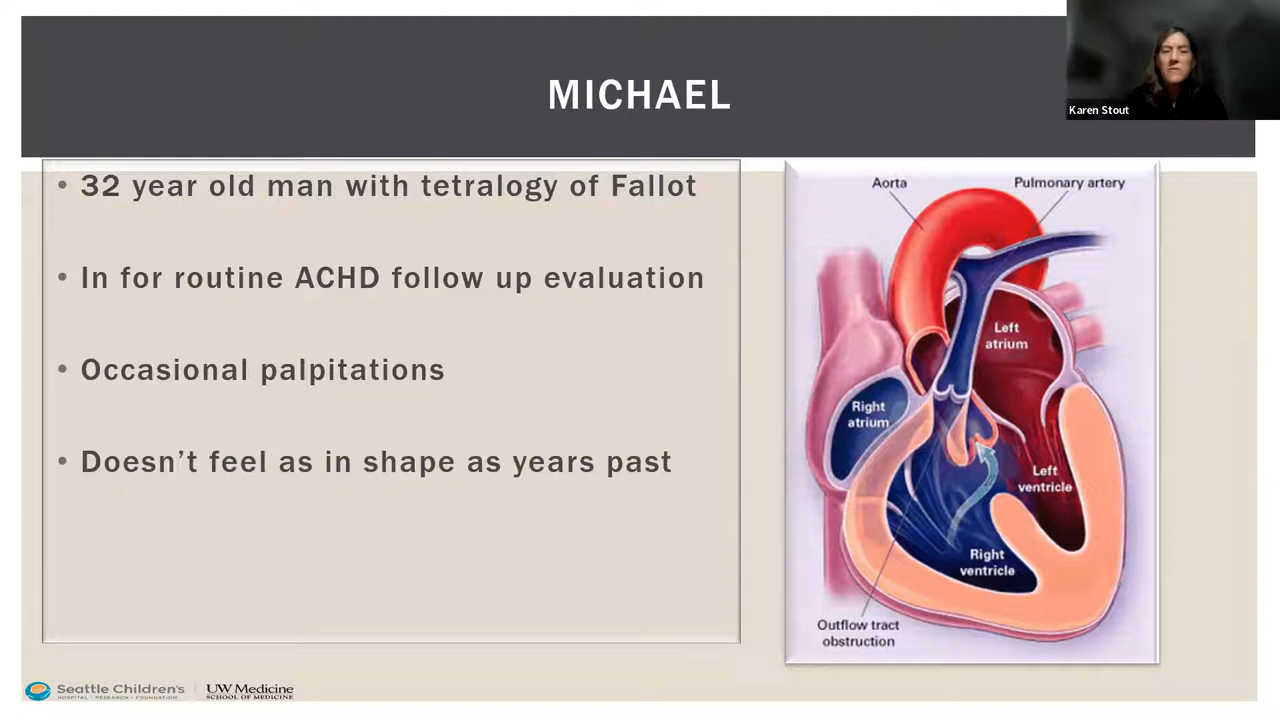 MICHAEL
Karen Stout
• 32 year old man with tetralogy of Fallot
• In for routine ACHD follow up evaluation
• Occasional palpitations
• Doesn't feel as in shape as years past
Aorta
Pulmonary artery
Left
atrium
Right
atrium
Left
ventricle
Right
ventricle
Outflow tract
obstruction
Seattle Children's
HOSPITAL • RESEARCH • FOUNDATION
UW Medicine
SCHOOL OF MEDICINE